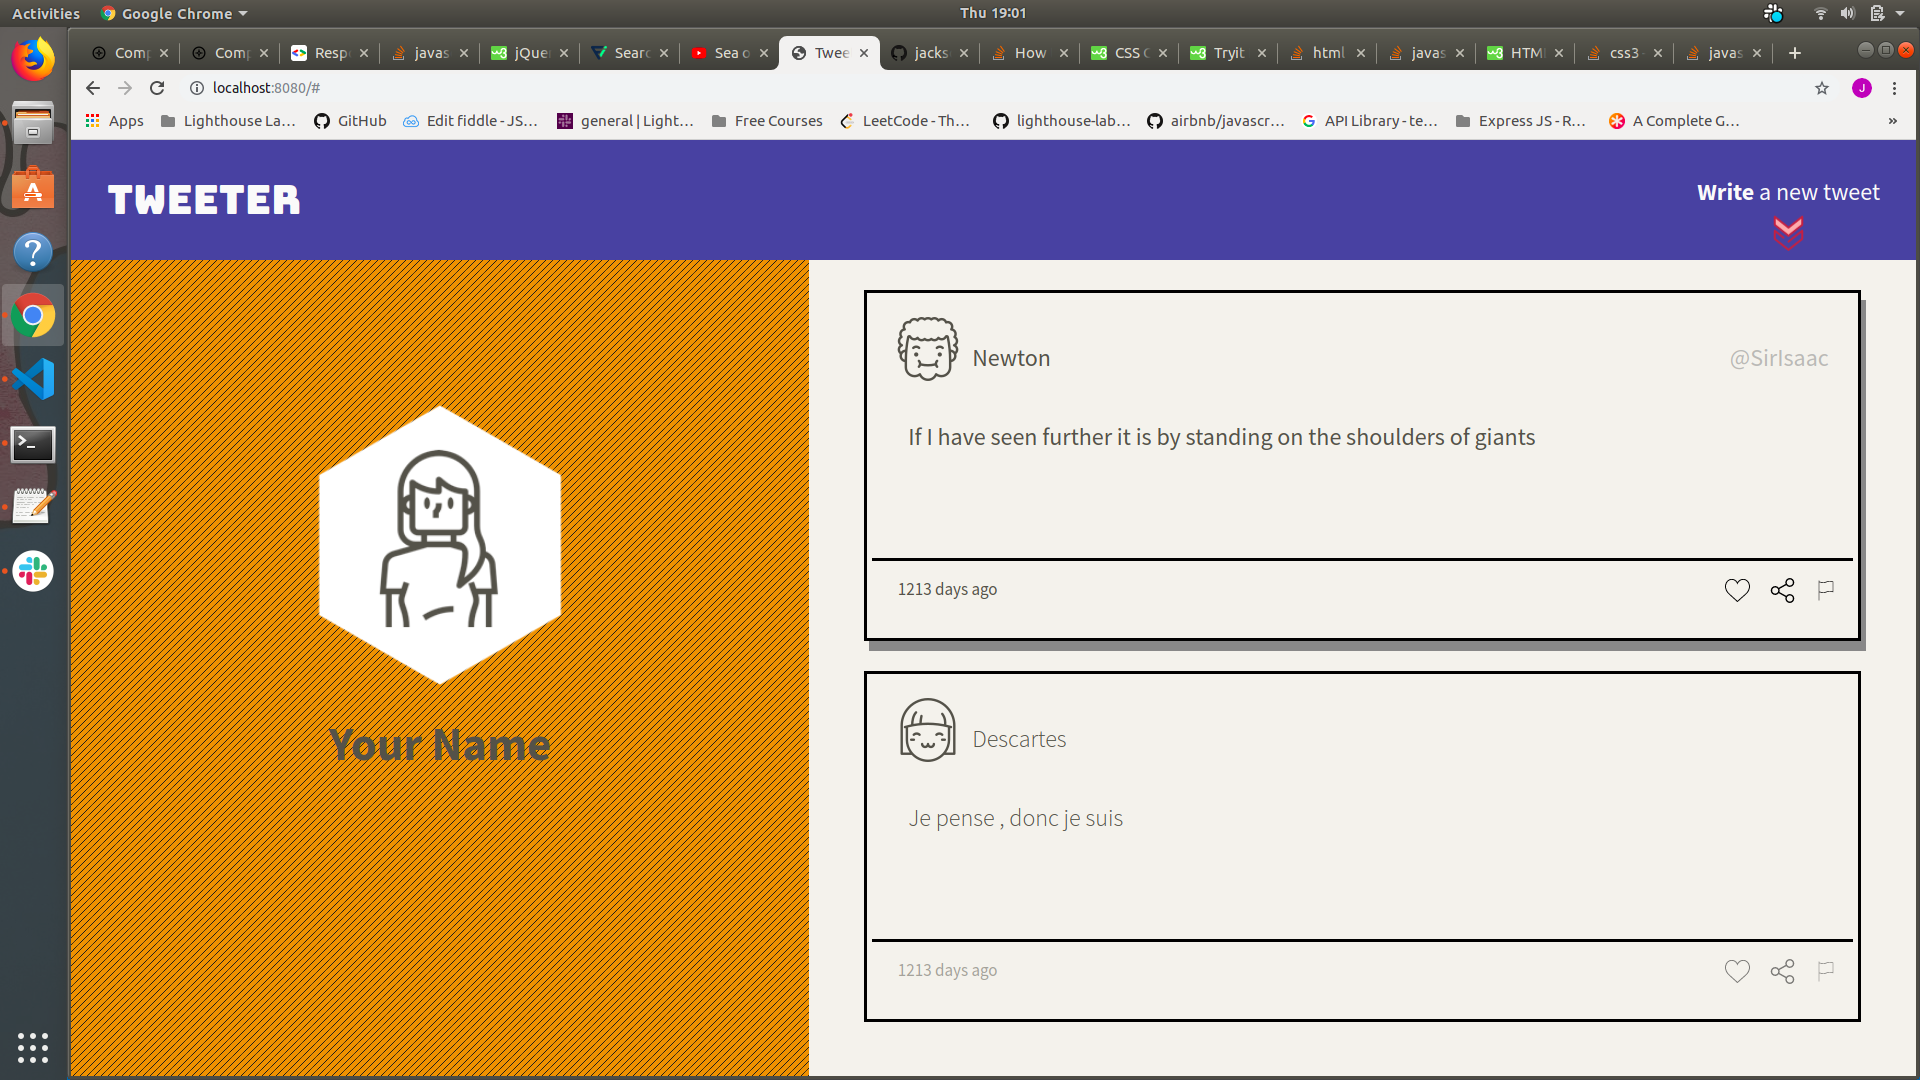 Activities Google Chrome Thu 19:01
Comp Comp Resp javas jQue Sear Sea o Twee jacks How CSS Tryit html javas HTM css3 javas
localhost:8080/# J
Apps Lighthouse La... GitHub Edit fiddle - JS... general | Light... Free Courses LeetCode - Th... lighthouse-lab... airbnb/javascr... API Library - te... Express JS - R... A Complete G... »
TWEETER
Write a new tweet
Your Name
Newton @SirIsaac
If I have seen further it is by standing on the shoulders of giants
1213 days ago
Descartes
Je pense , donc je suis
1213 days ago